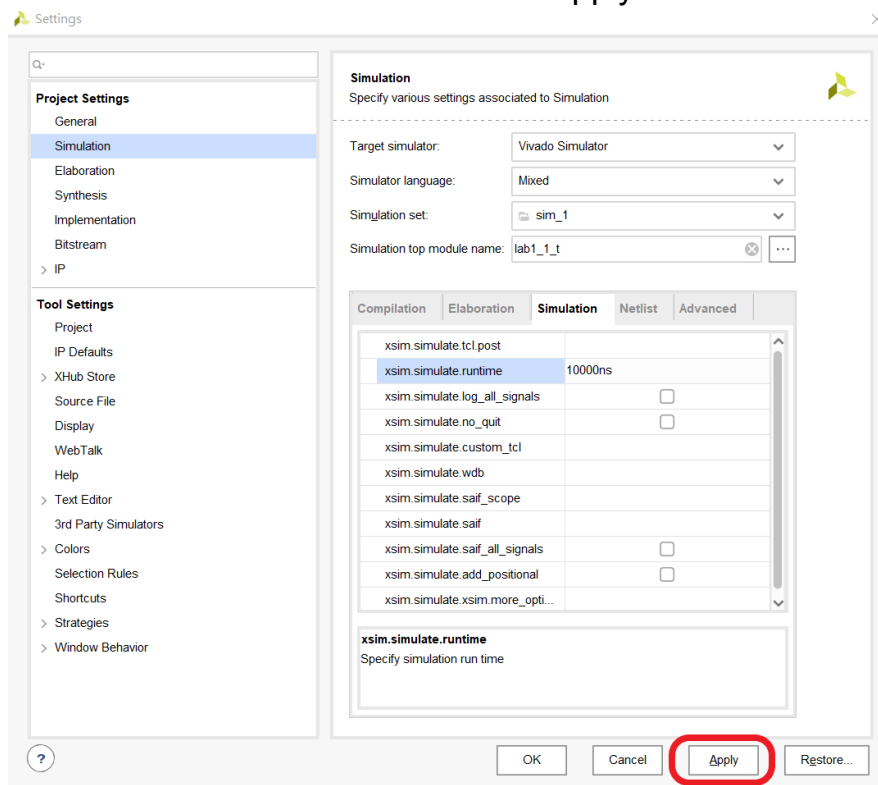 Settings
Project Settings
General
Simulation
Elaboration
Synthesis
Implementation
Bitstream
> IP
Tool Settings
Project
IP Defaults
> XHub Store
Source File
Display
WebTalk
Help
> Text Editor
3rd Party Simulators
> Colors
Selection Rules
Shortcuts
> Strategies
> Window Behavior
Simulation
Specify various settings associated to Simulation
Target simulator: Vivado Simulator
Simulator language: Mixed
Simulation set: sim_1
Simulation top module name: lab1_1_t ...
Compilation Elaboration Simulation Netlist Advanced
xsim.simulate.tcl.post
xsim.simulate.runtime 10000ns
xsim.simulate.log_all_signals
xsim.simulate.no_quit
xsim.simulate.custom_tcl
xsim.simulate.wdb
xsim.simulate.saif_scope
xsim.simulate.saif
xsim.simulate.saif_all_signals
xsim.simulate.add_positional
xsim.simulate.xsim.more_opti...
xsim.simulate.runtime
Specify simulation run time
? OK Cancel Apply Restore...